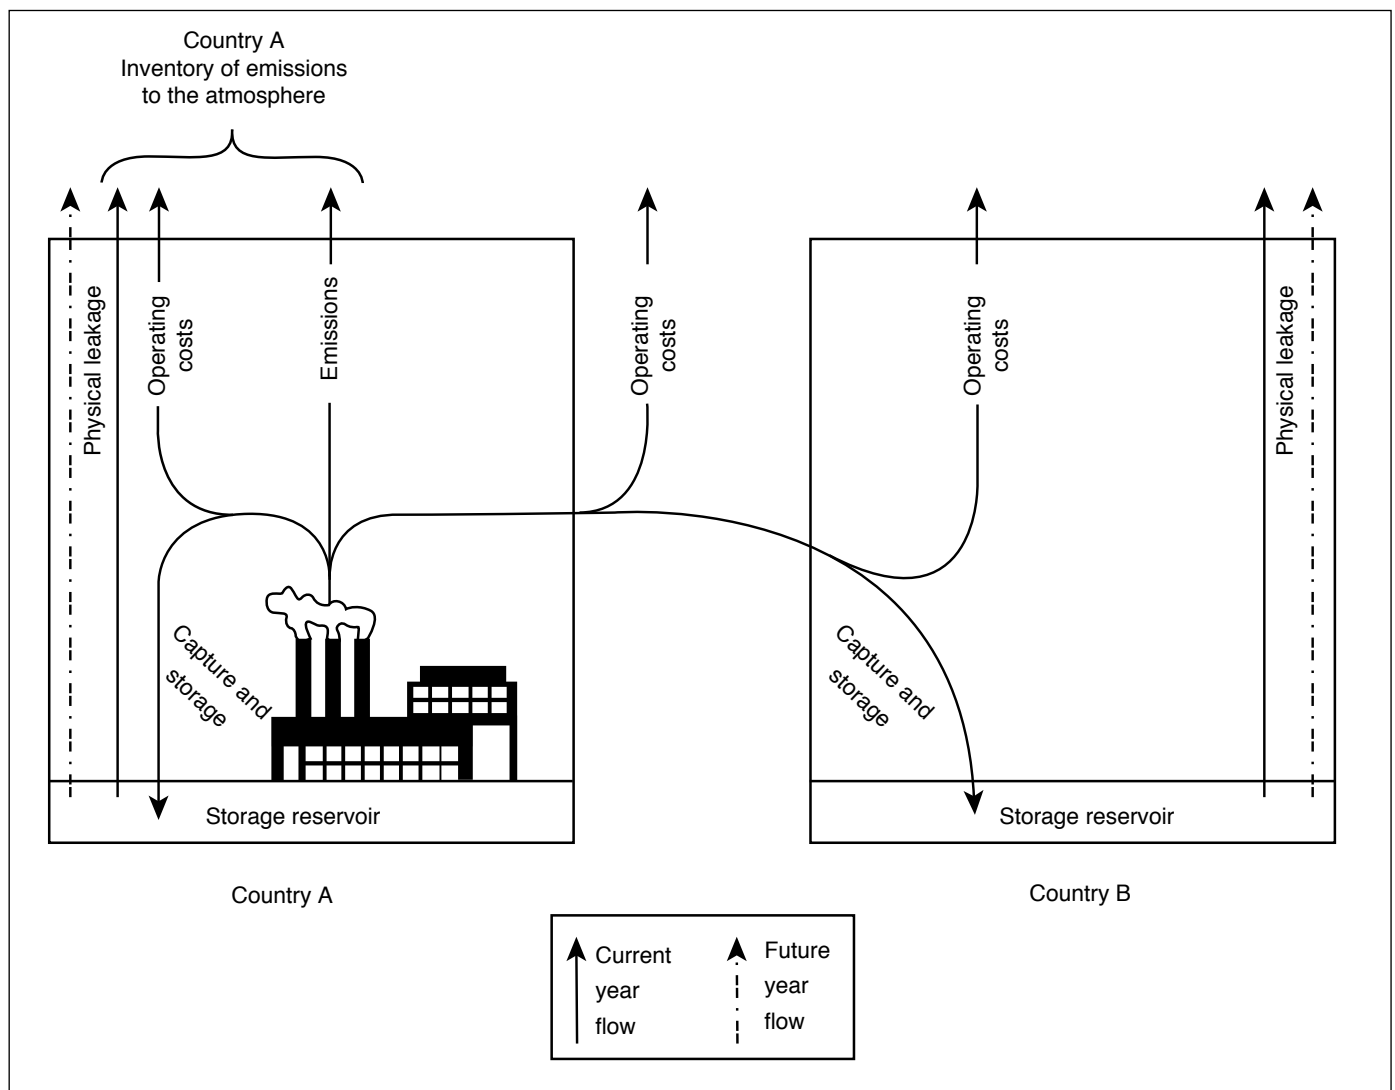 Country A
Inventory of emissions
to the atmosphere
Physical leakage
Operating
costs
Emissions
Operating
costs
Operating
costs
Physical leakage
Capture and
storage
Capture and
storage
Storage reservoir
Storage reservoir
Country A
Country B
Current
year
flow
Future
year
flow